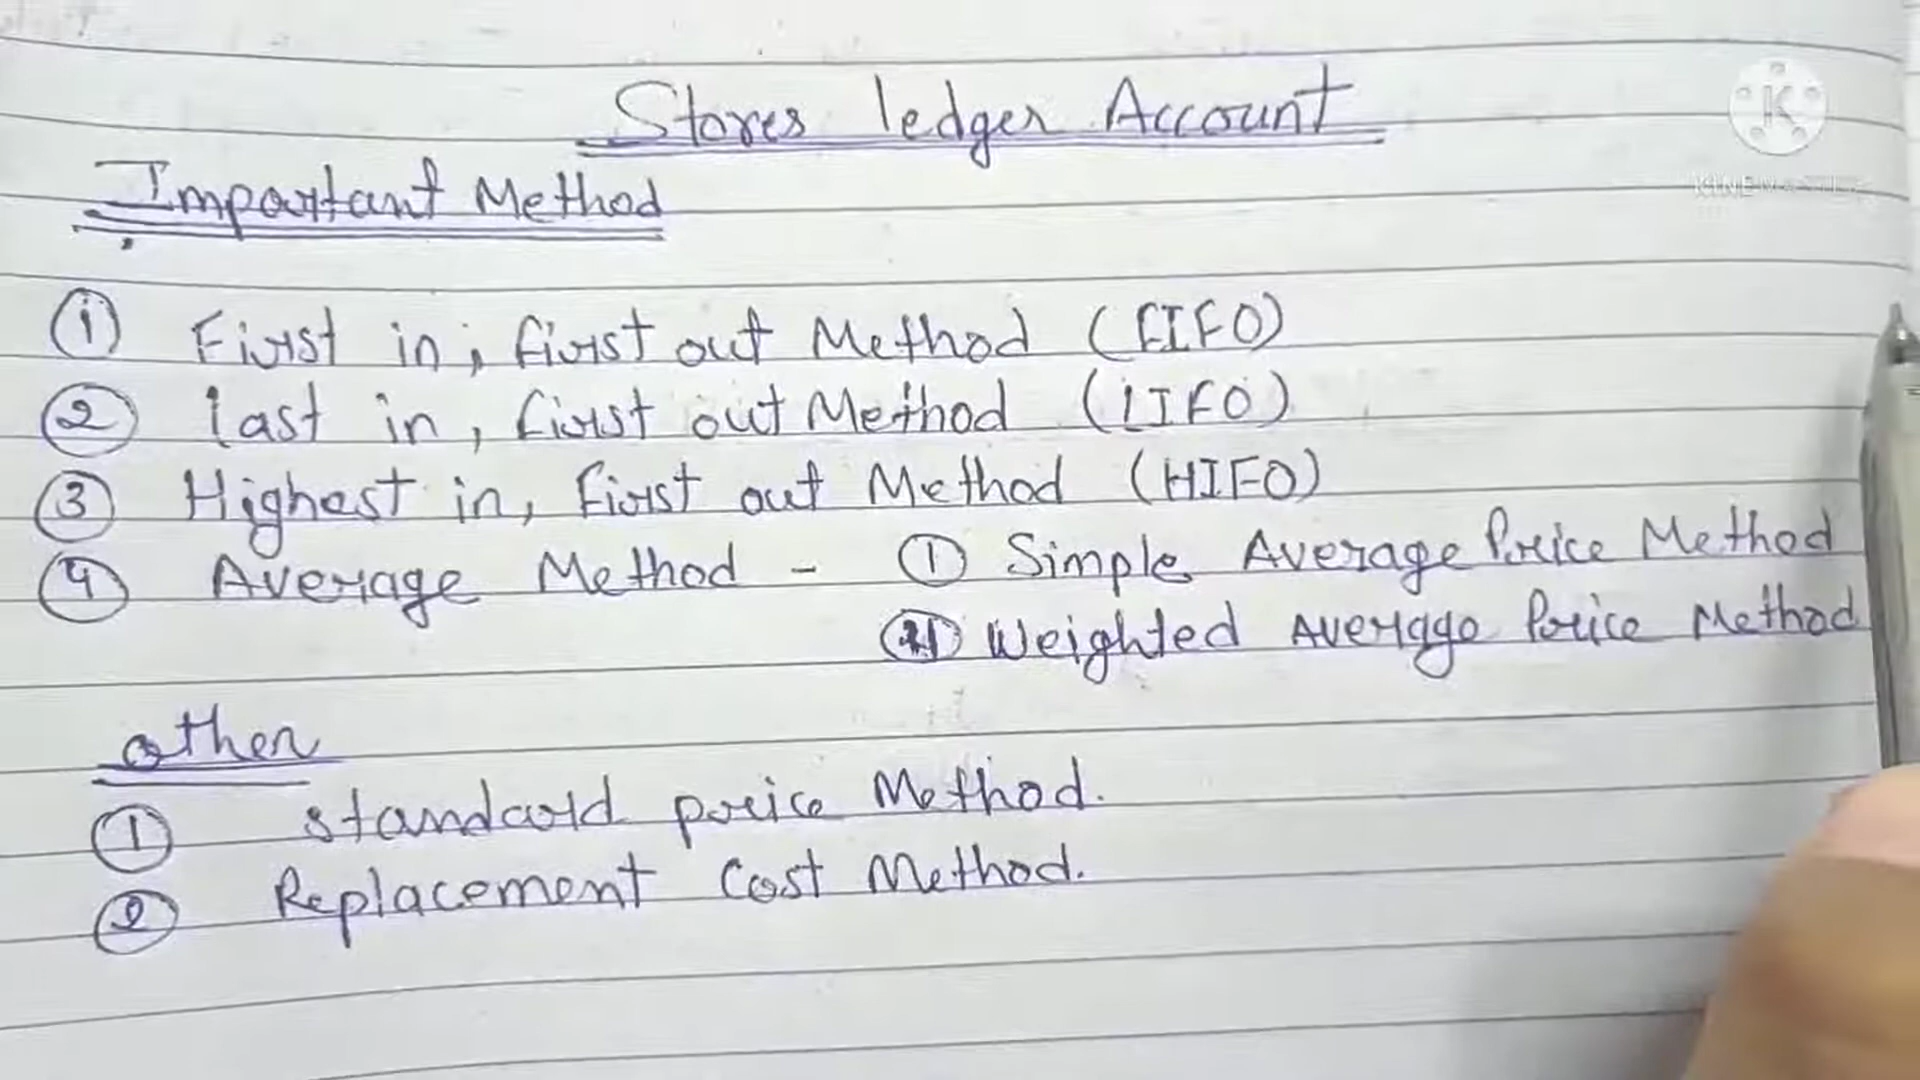 Stores ledger Account
Important Method
① First in, first out Method (FIFO)
② Last in, first out Method (LIFO)
③ Highest in, first out Method (HIFO)
④ Average Method - ① Simple Average Price Method
Weighted Average Price Method
other
① standard price Method.
② Replacement Cost Method.
K
KINEMASTER